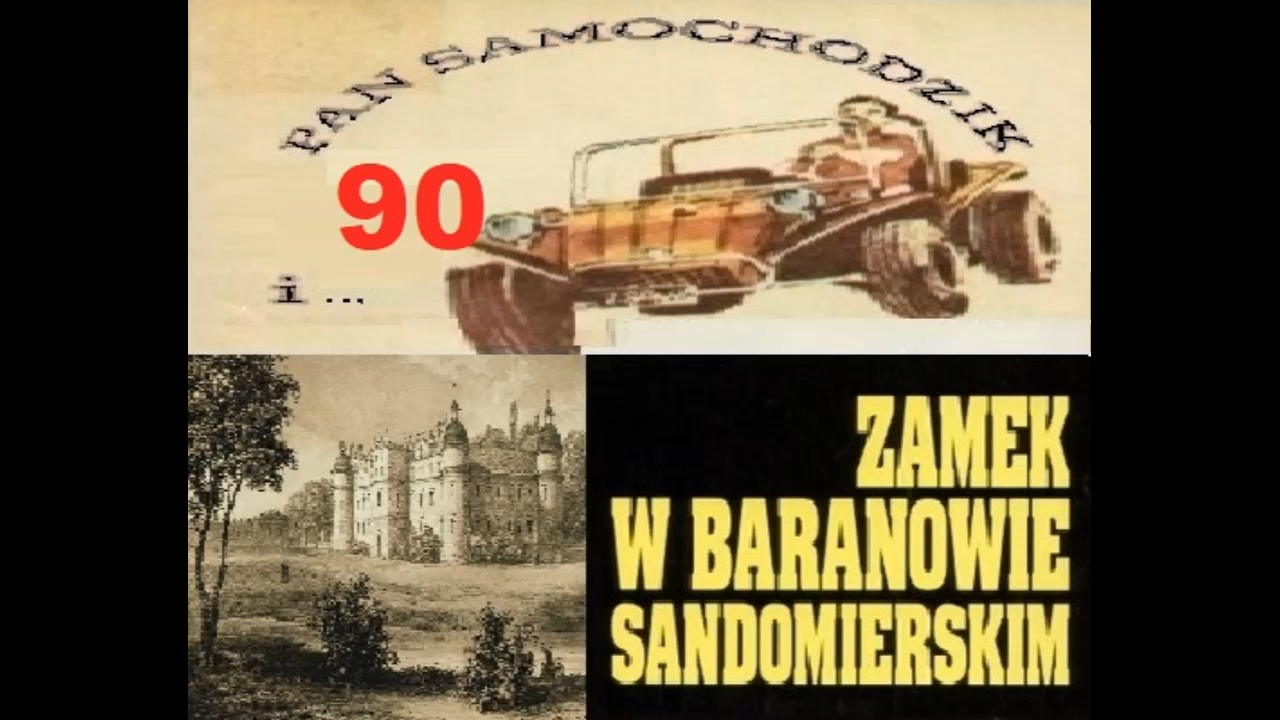 PAN SAMOCHODZIK
90
i ...
ZAMEK
W BARANOWIE
SANDOMIERSKIM